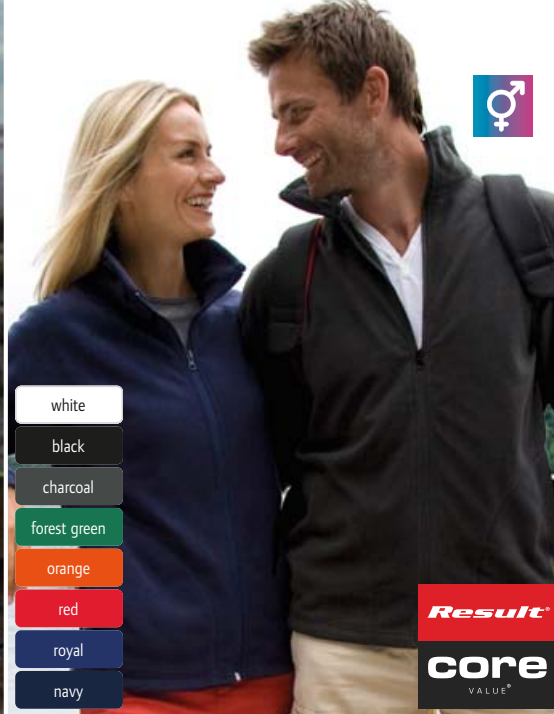 white
black
charcoal
forest green
orange
red
royal
navy
Result®
core
VALUE®